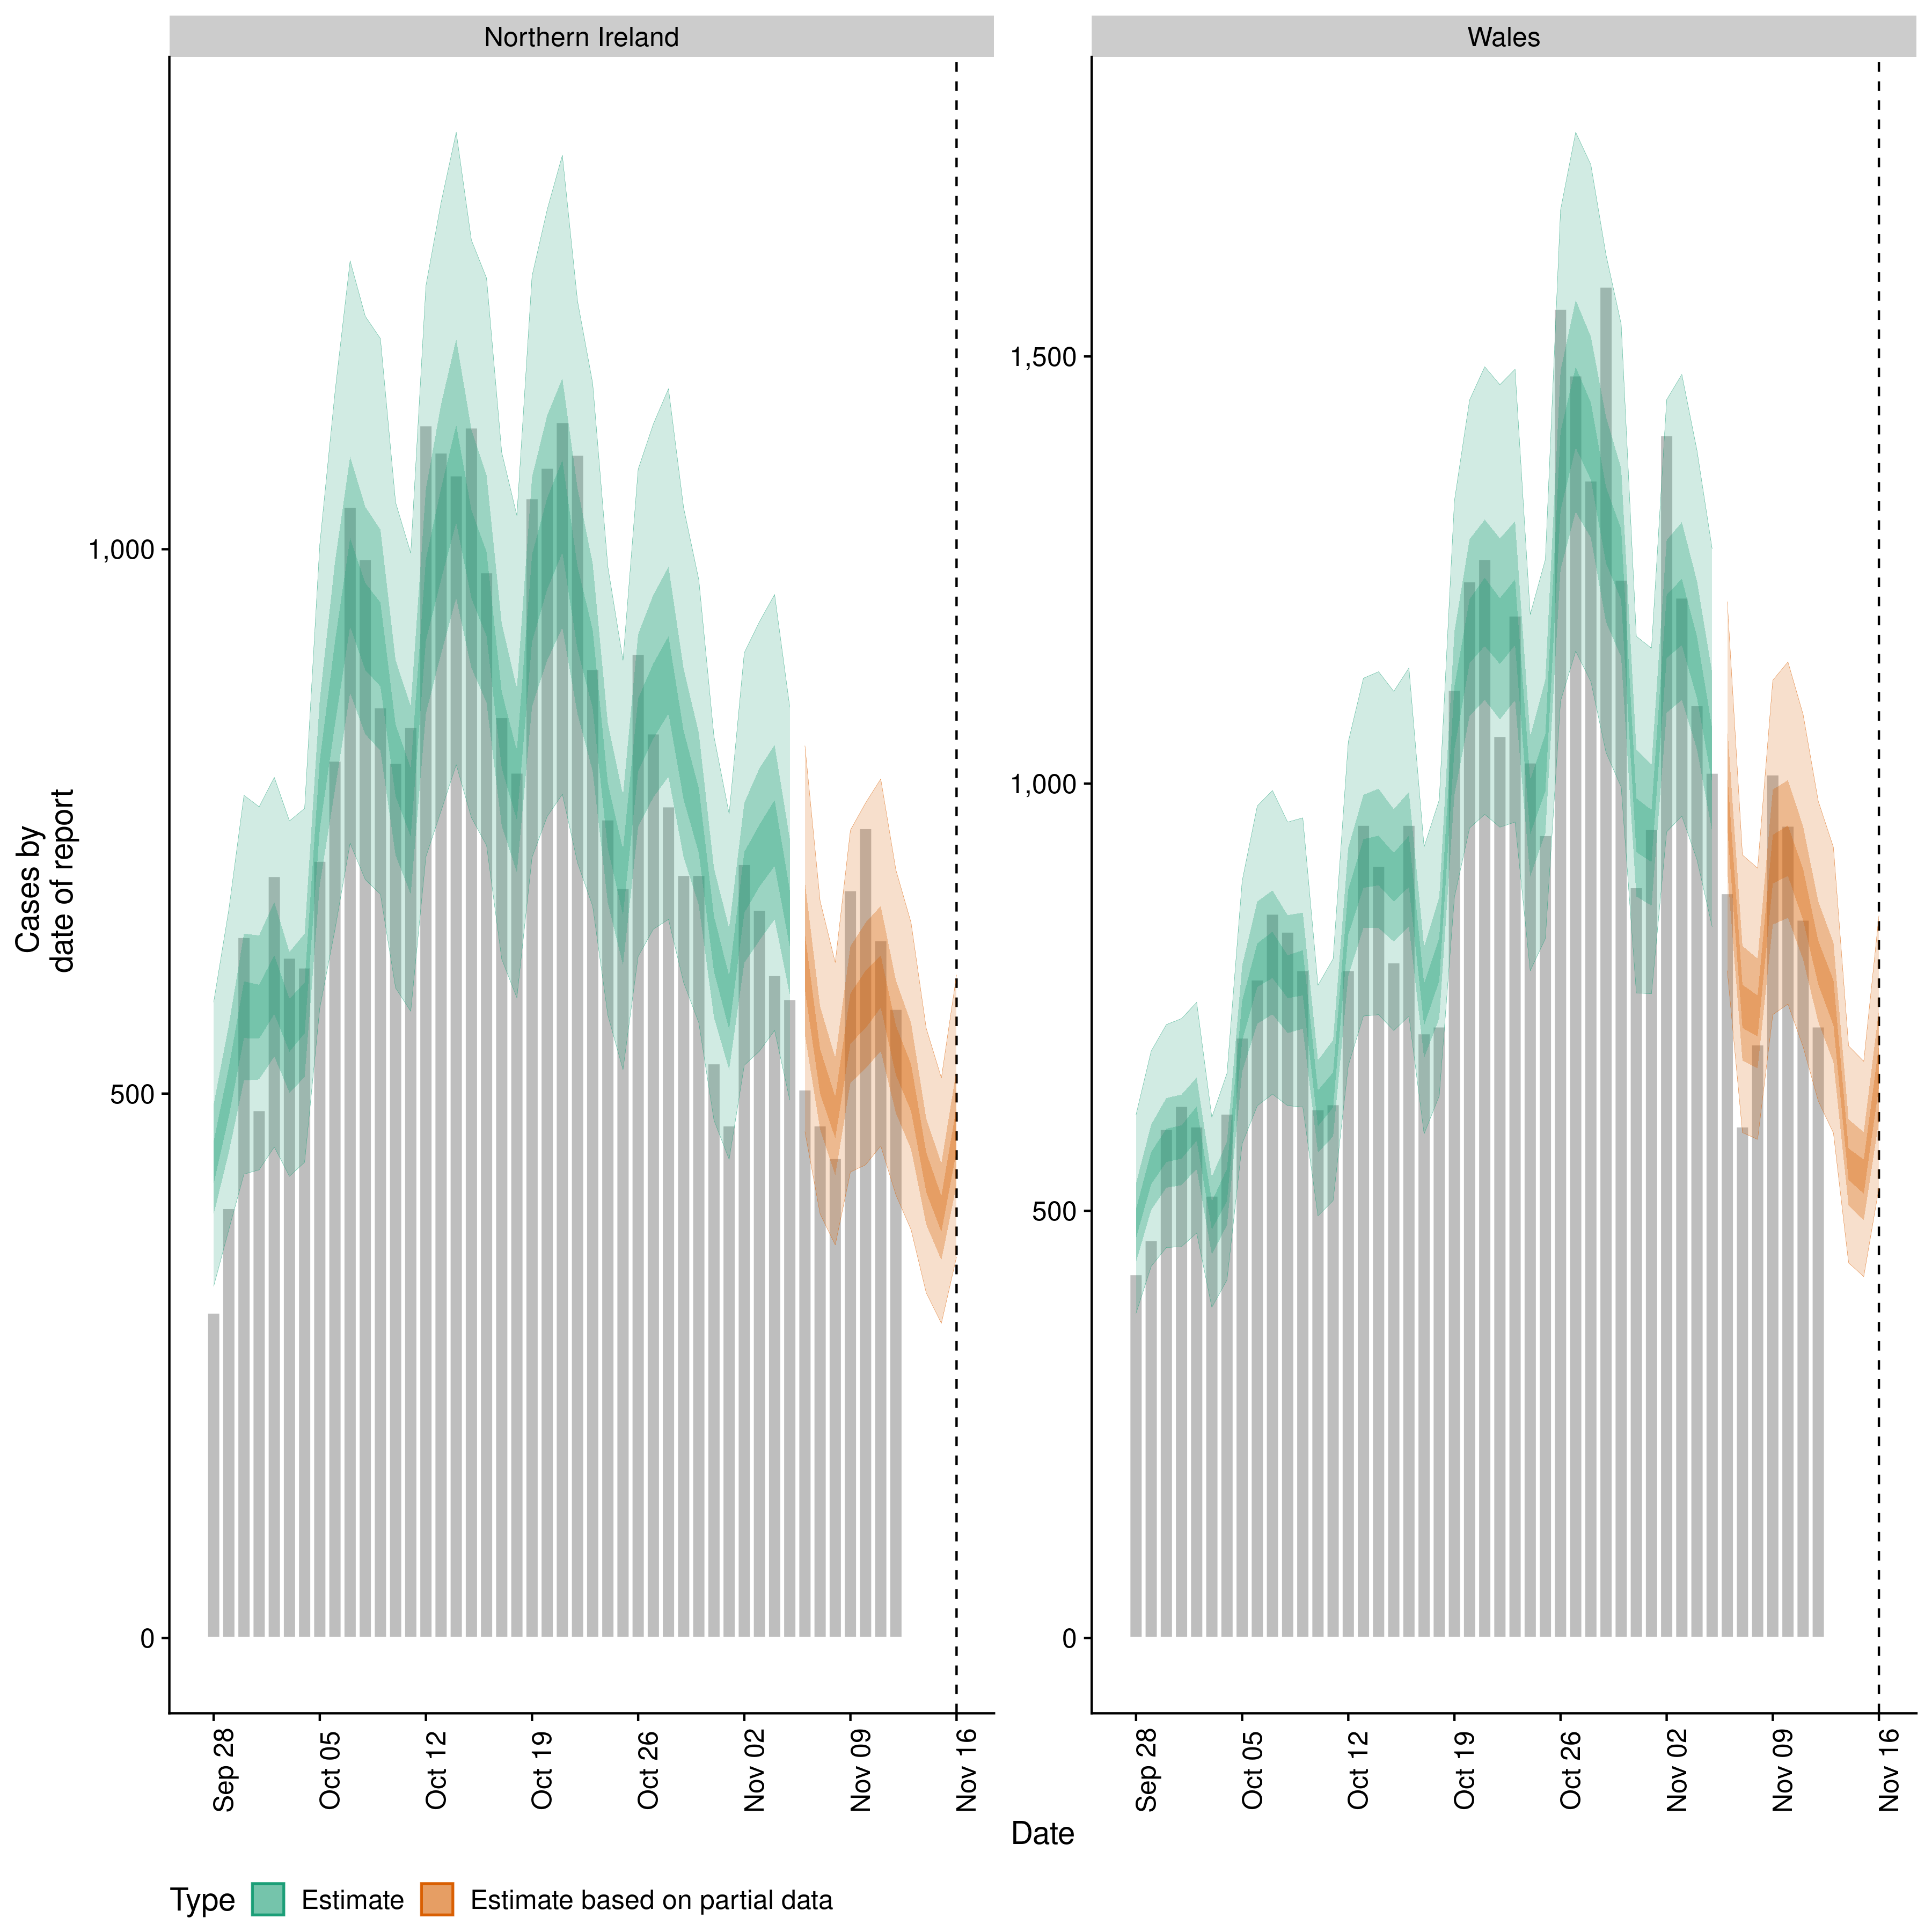 Northern Ireland
Wales
Cases by
date of report
1,000
500
0
1,500
1,000
500
0
Sep 28
Oct 05
Oct 12
Oct 19
Oct 26
Nov 02
Nov 09
Nov 16
Sep 28
Oct 05
Oct 12
Oct 19
Oct 26
Nov 02
Nov 09
Nov 16
Date
Type Estimate Estimate based on partial data